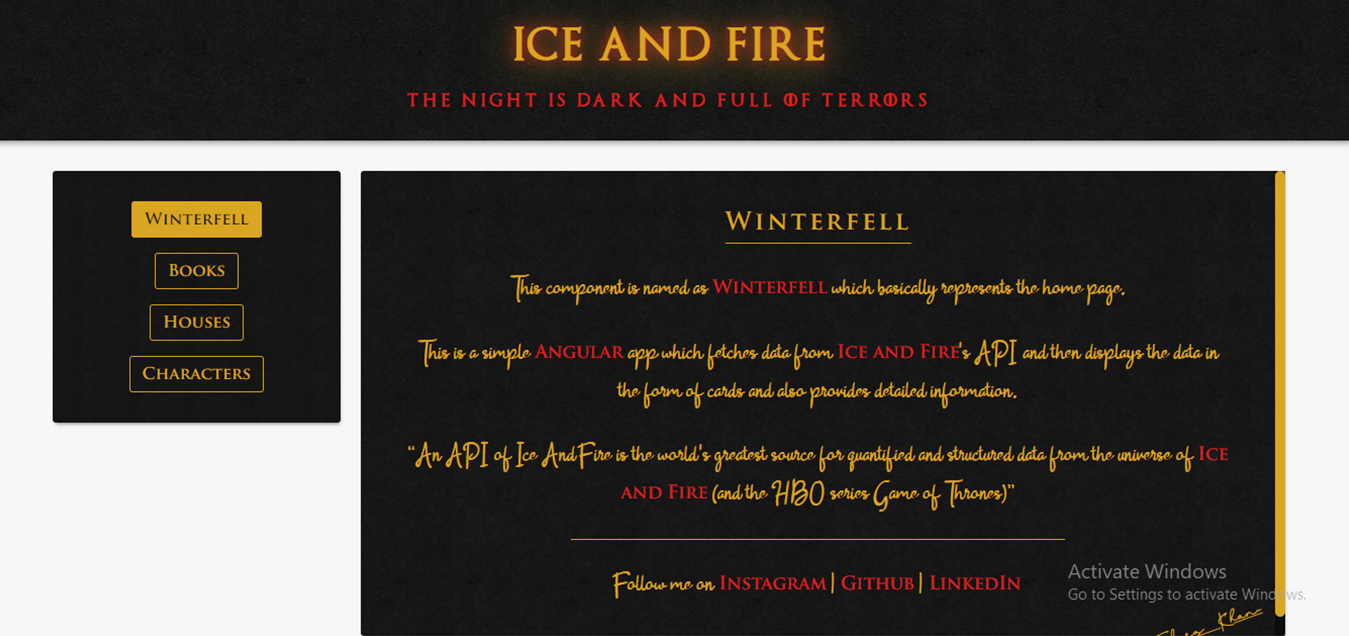 ICE AND FIRE
THE NIGHT IS DARK AND FULL OF TERRORS
WINTERFELL
BOOKS
HOUSES
CHARACTERS
WINTERFELL
This component is named as WINTERFELL which basically represents the home page.
This is a simple ANGULAR app which fetches data from ICE AND FIRE's API and then displays the data in
the form of cards and also provides detailed information.
“An API of Ice And Fire is the world's greatest source for quantified and structured data from the universe of ICE
AND FIRE (and the HBO series Game of Thrones)”
Follow me on INSTAGRAM | GITHUB | LINKEDIN
Activate Windows
Go to Settings to activate Windows.
Khan